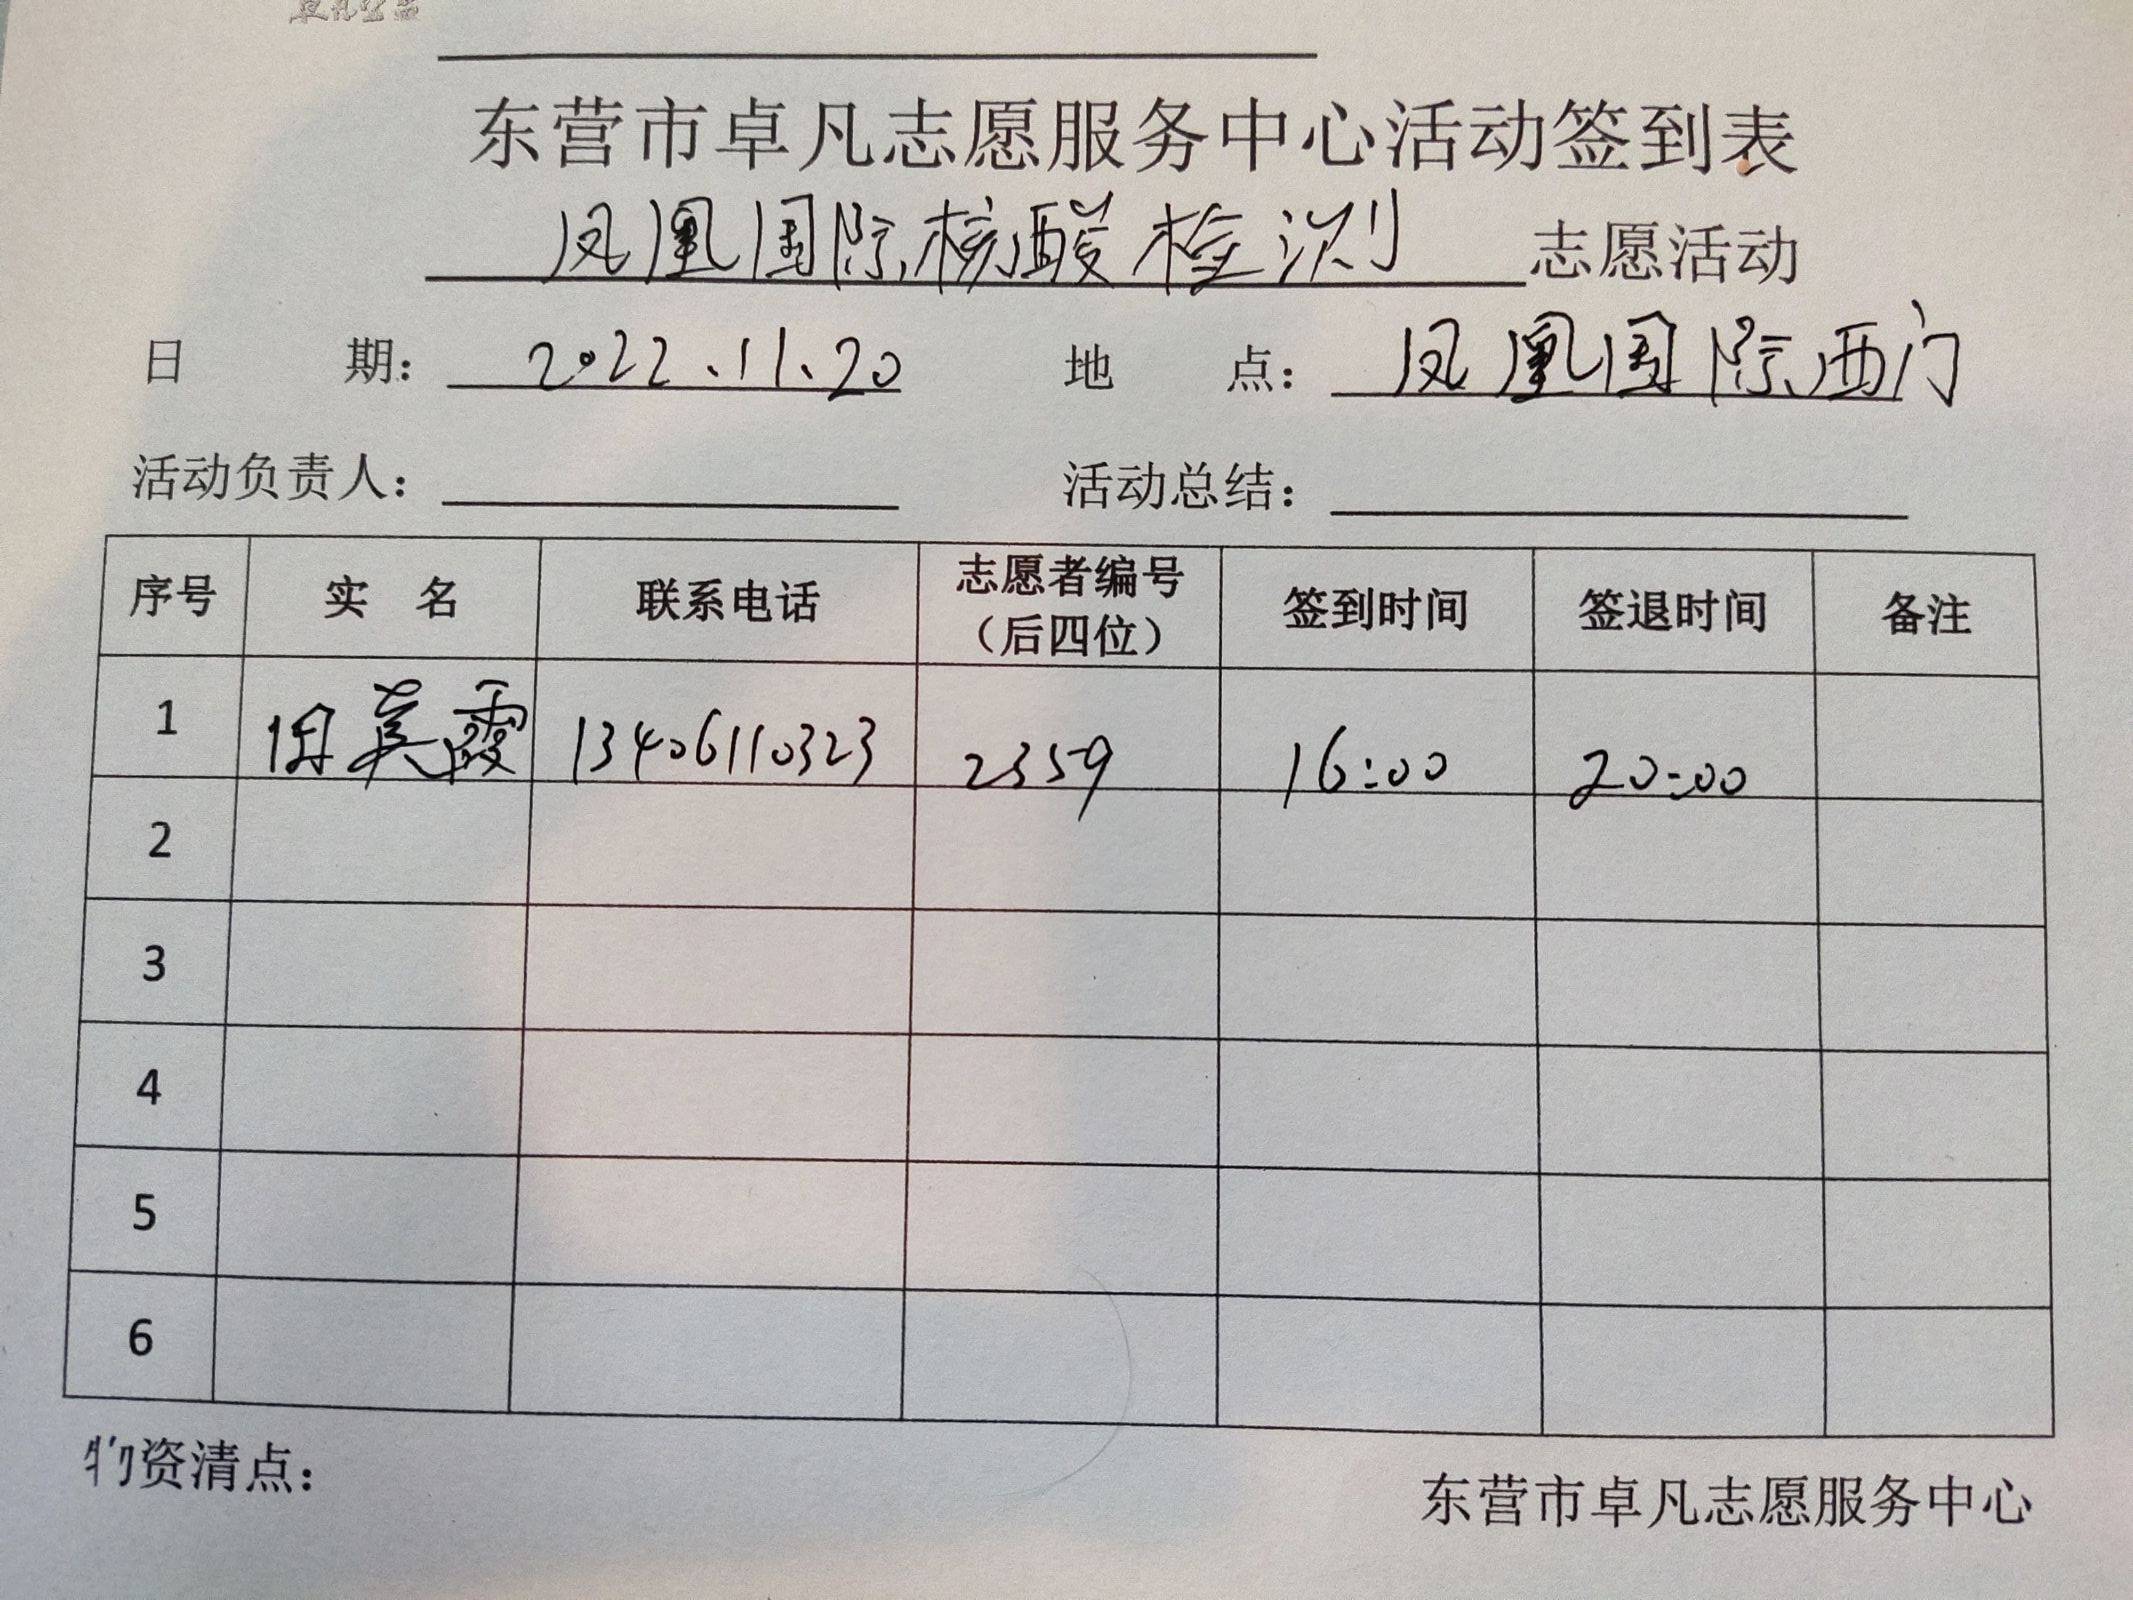 东营市卓凡志愿服务中心活动签到表
凤凰国际核酸检测 志愿活动
日 期： 2022.11.20 地 点： 凤凰国际西门
活动负责人： 活动总结：
序号 实 名 联系电话 志愿者编号（后四位） 签到时间 签退时间 备注
1 英霞 13406110323 2359 16:00 20:00
2
3
4
5
6
物资清点：
东营市卓凡志愿服务中心